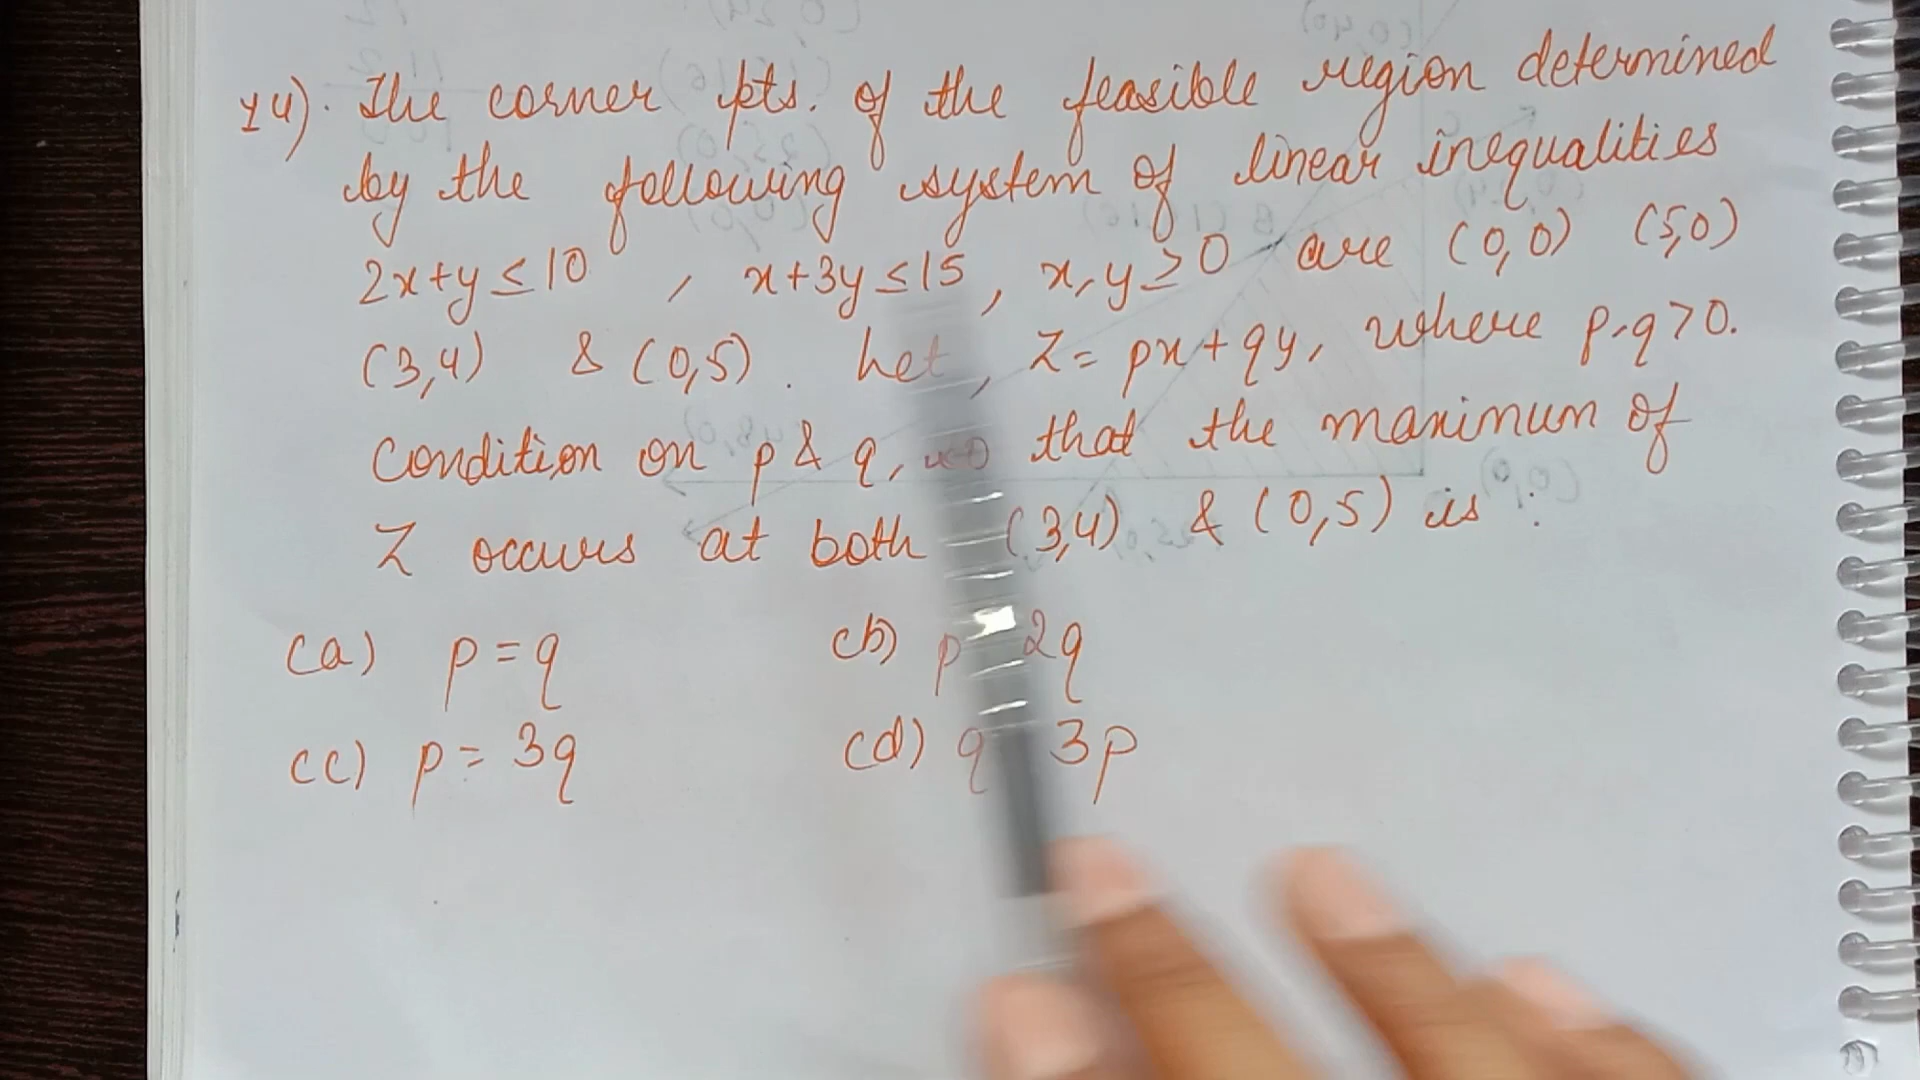 14). The corner pts. of the feasible region determined
by the following system of linear inequalities
2x+y≤10 , x+3y≤15, x,y≥0 are (0,0) (5,0)
(3,4) & (0,5). Let, Z= px+qy, where p,q>0.
Condition on p & q, so that the maximum of
Z occurs at both (3,4) & (0,5) is :
(a) p=q (b) p 2q
(c) p= 3q (d) q 3p